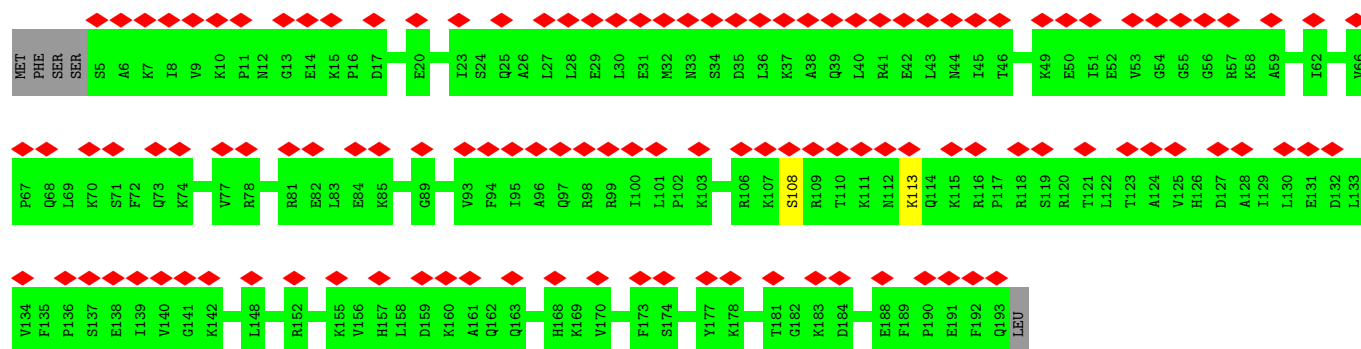 MET PHE SER SER S5 A6 K7 I8 V9 K10 P11 N12 G13 E14 K15 P16 D17 E20 I23 S24 Q25 A26 L27 L28 E29 L30 E31 M32 N33 S34 D35 L36 K37 A38 Q39 L40 R41 E42 L43 N44 I45 T46 K49 E50 I51 E52 V53 G54 G55 G56 R57 K58 A59 I62 V66
P67 Q68 L69 K70 S71 F72 Q73 K74 V77 R78 R81 E82 L83 E84 K85 Q89 V93 F94 I95 A96 Q97 R98 R99 I100 L101 P102 K103 R106 K107 S108 R109 T110 K111 N112 K113 Q114 K115 R116 P117 R118 S119 R120 T121 L122 T123 A124 V125 H126 D127 A128 I129 L130 E131 D132 L133
V134 F135 P136 S137 E138 I139 V140 G141 K142 L148 R152 K155 V156 H157 L158 D159 K160 A161 Q162 Q163 H168 K169 V170 F173 S174 Y177 K178 T181 G182 K183 D184 E188 F189 P190 E191 F192 Q193 LEU